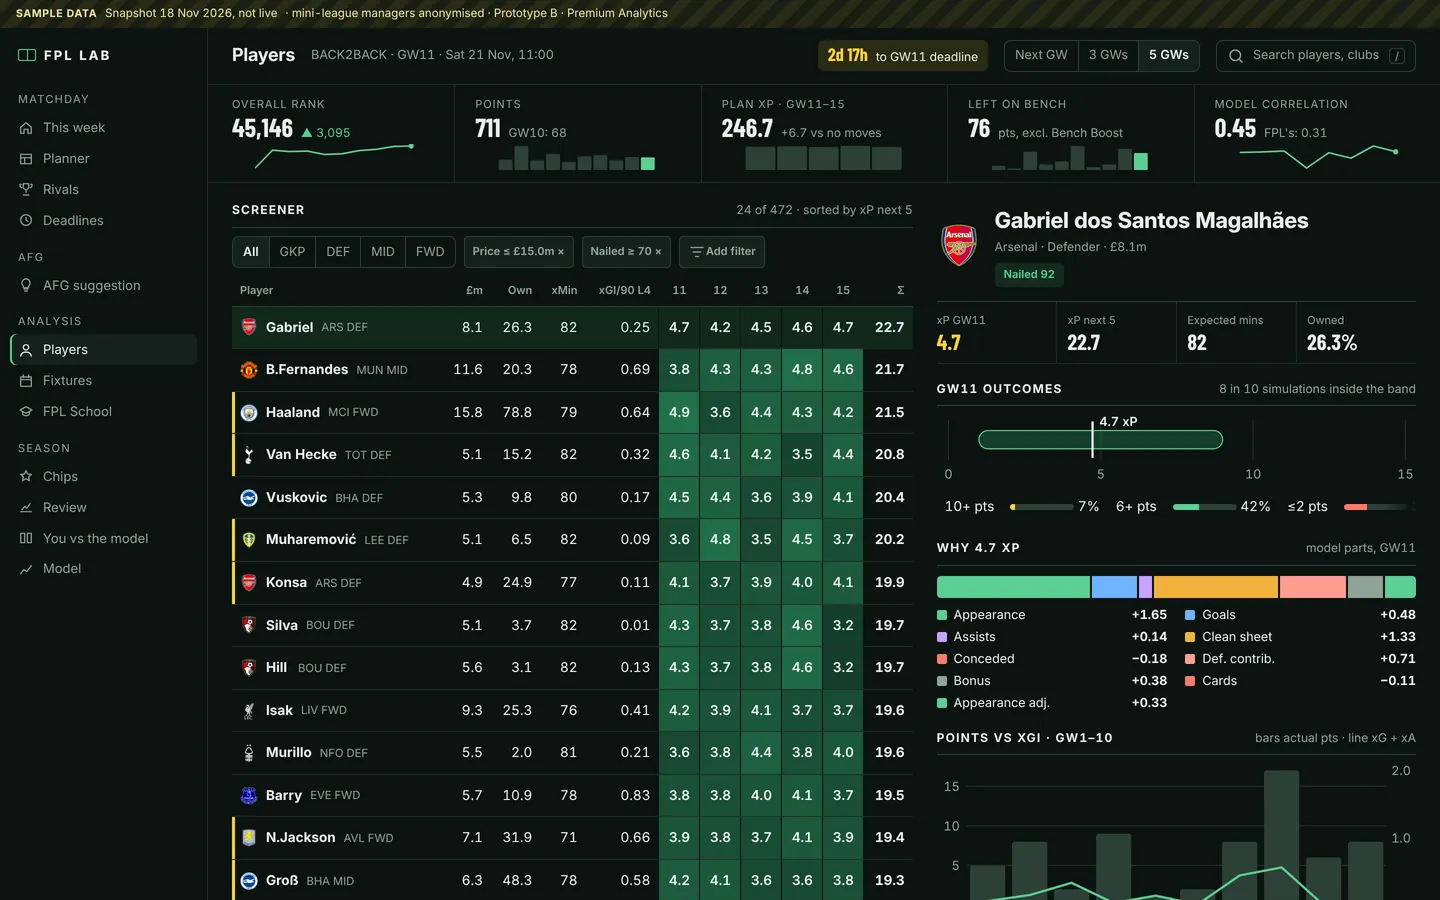 SAMPLE DATA Snapshot 18 Nov 2026, not live · mini-league managers anonymised · Prototype B · Premium Analytics
FPL LAB
MATCHDAY
This week
Planner
Rivals
Deadlines
AFG
AFG suggestion
ANALYSIS
Players
Fixtures
FPL School
SEASON
Chips
Review
You vs the model
Model
Players BACK2BACK · GW11 · Sat 21 Nov, 11:00
2d 17h to GW11 deadline
Next GW 3 GWs 5 GWs
Search players, clubs /
OVERALL RANK
45,146 ▲ 3,095
POINTS
711 GW10: 68
PLAN XP · GW11–15
246.7 +6.7 vs no moves
LEFT ON BENCH
76 pts, excl. Bench Boost
MODEL CORRELATION
0.45 FPL's: 0.31
SCREENER 24 of 472 · sorted by xP next 5
All GKP DEF MID FWD Price ≤ £15.0m × Nailed ≥ 70 × Add filter
Player £m Own xMin xGI/90 L4 11 12 13 14 15 Σ
Gabriel ARS DEF 8.1 26.3 82 0.25 4.7 4.2 4.5 4.6 4.7 22.7
B.Fernandes MUN MID 11.6 20.3 78 0.69 3.8 4.3 4.3 4.8 4.6 21.7
Haaland MCI FWD 15.8 78.8 79 0.64 4.9 3.6 4.4 4.3 4.2 21.5
Van Hecke TOT DEF 5.1 15.2 82 0.32 4.6 4.1 4.2 3.5 4.4 20.8
Vuskovic BHA DEF 5.3 9.8 80 0.17 4.5 4.4 3.6 3.9 4.1 20.4
Muharemović LEE DEF 5.1 6.5 82 0.09 3.6 4.8 3.5 4.5 3.7 20.2
Konsa ARS DEF 4.9 24.9 77 0.11 4.1 3.7 3.9 4.0 4.1 19.9
Silva BOU DEF 5.1 3.7 82 0.01 4.3 3.7 3.8 4.6 3.2 19.7
Hill BOU DEF 5.6 3.1 82 0.13 4.3 3.7 3.8 4.6 3.2 19.7
Isak LIV FWD 9.3 25.3 76 0.41 4.2 3.9 4.1 3.7 3.7 19.6
Murillo NFO DEF 5.5 2.0 81 0.21 3.6 3.8 4.4 3.8 4.0 19.6
Barry EVE FWD 5.7 10.9 78 0.83 3.8 3.8 4.0 4.1 3.7 19.5
N.Jackson AVL FWD 7.1 31.9 71 0.66 3.9 3.8 3.7 4.1 3.9 19.4
Groß BHA MID 6.3 48.3 78 0.58 4.2 4.1 3.6 3.6 3.8 19.3
Arsenal
Gabriel dos Santos Magalhães
Arsenal · Defender · £8.1m
Nailed 92
xP GW11
4.7
xP next 5
22.7
Expected mins
82
Owned
26.3%
GW11 OUTCOMES 8 in 10 simulations inside the band
4.7 xP
0 5 10 15
10+ pts 7% 6+ pts 42% ≤2 pts
WHY 4.7 XP model parts, GW11
Appearance +1.65 Goals +0.48
Assists +0.14 Clean sheet +1.33
Conceded −0.18 Def. contrib. +0.71
Bonus +0.38 Cards −0.11
Appearance adj. +0.33
POINTS VS XGI · GW1–10 bars actual pts · line xG + xA
2.0
15
10 1.0
5